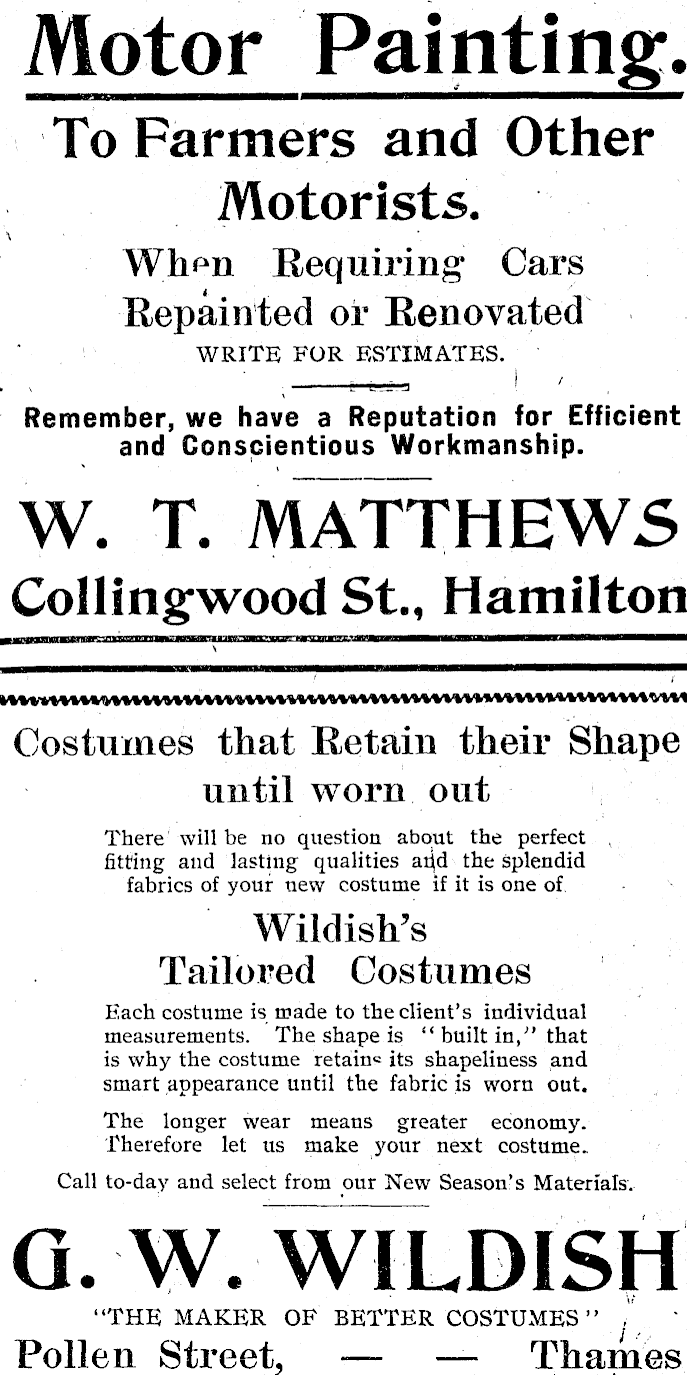 Motor Painting.
To Farmers and Other
Motorists.
When Requiring Cars
Repainted or Renovated
WRITE FOR ESTIMATES.
Remember, we have a Reputation for Efficient
and Conscientious Workmanship.
W. T. MATTHEWS
Collingwood St., Hamilton
Costumes that Retain their Shape
until worn out
There will be no question about the perfect
fitting and lasting qualities and the splendid
fabrics of your new costume if it is one of
Wildish's
Tailored Costumes
Each costume is made to the client's individual
measurements. The shape is "built in," that
is why the costume retains its shapeliness and
smart appearance until the fabric is worn out.
The longer wear means greater economy.
Therefore let us make your next costume.
Call to-day and select from our New Season's Materials.
G. W. WILDISH
"THE MAKER OF BETTER COSTUMES"
Pollen Street, — — Thames